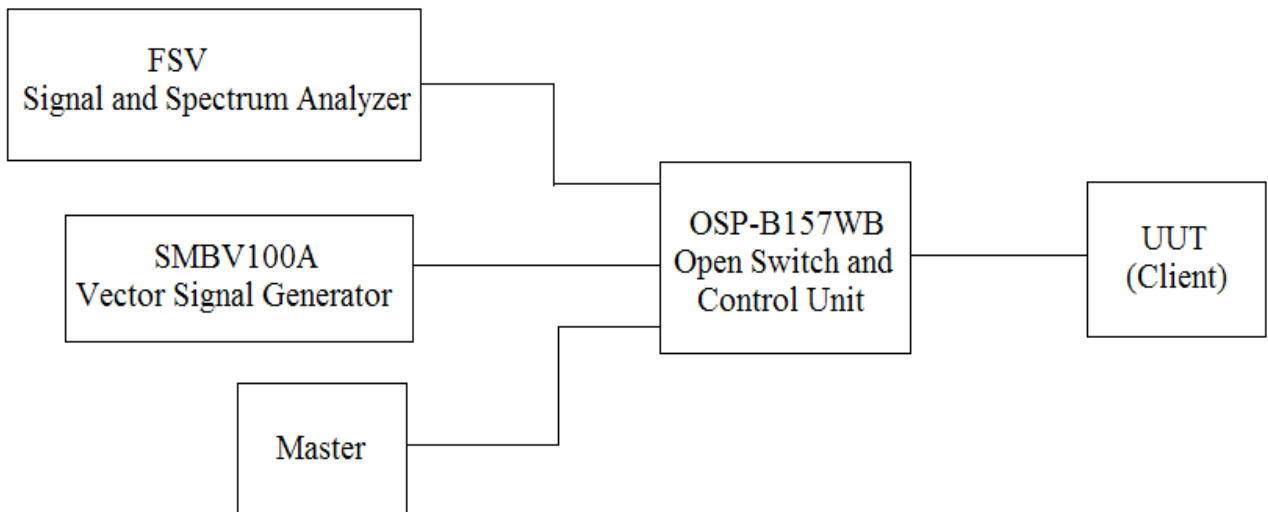 FSV
Signal and Spectrum Analyzer
SMBV100A
Vector Signal Generator
Master
OSP-B157WB
Open Switch and
Control Unit
UUT
(Client)